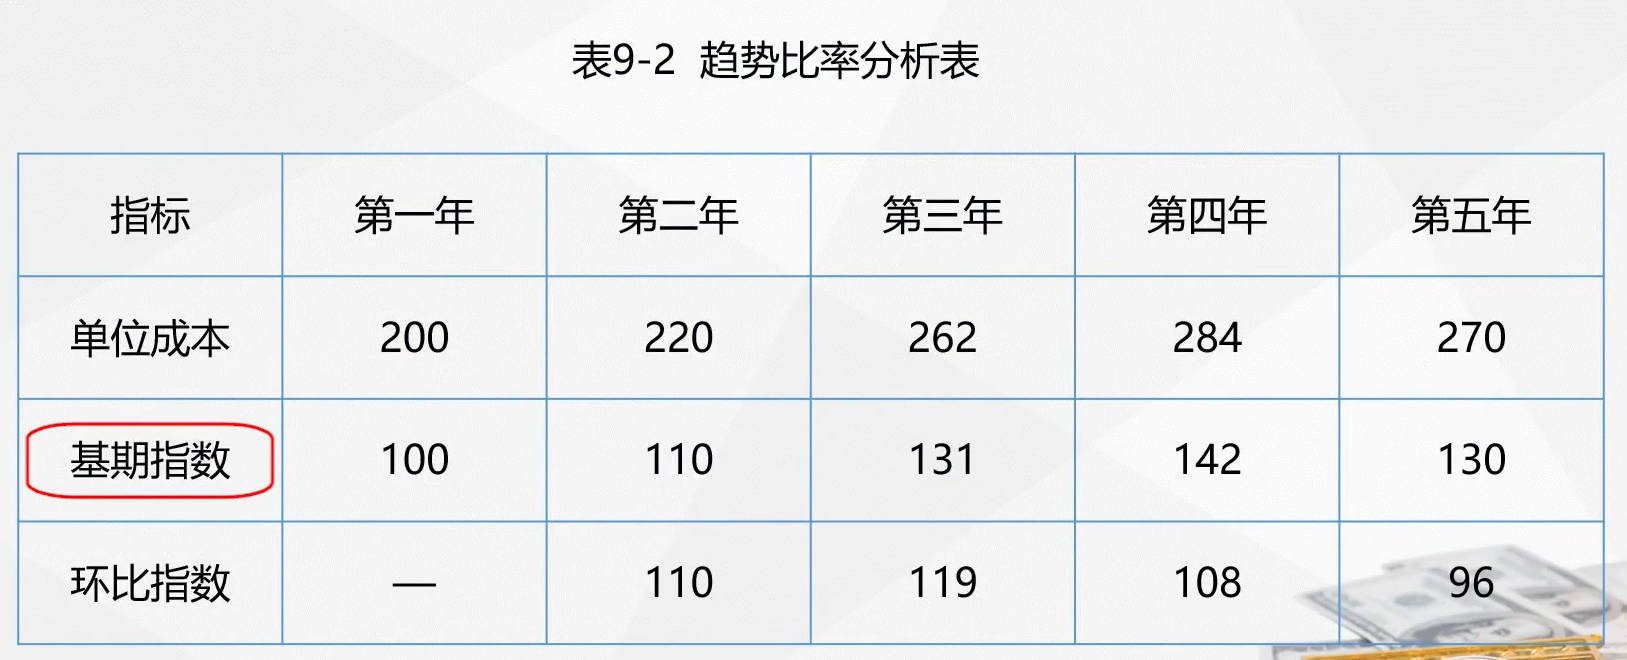 表9-2 趋势比率分析表
指标 第一年 第二年 第三年 第四年 第五年
单位成本 200 220 262 284 270
基期指数 100 110 131 142 130
环比指数 — 110 119 108 96